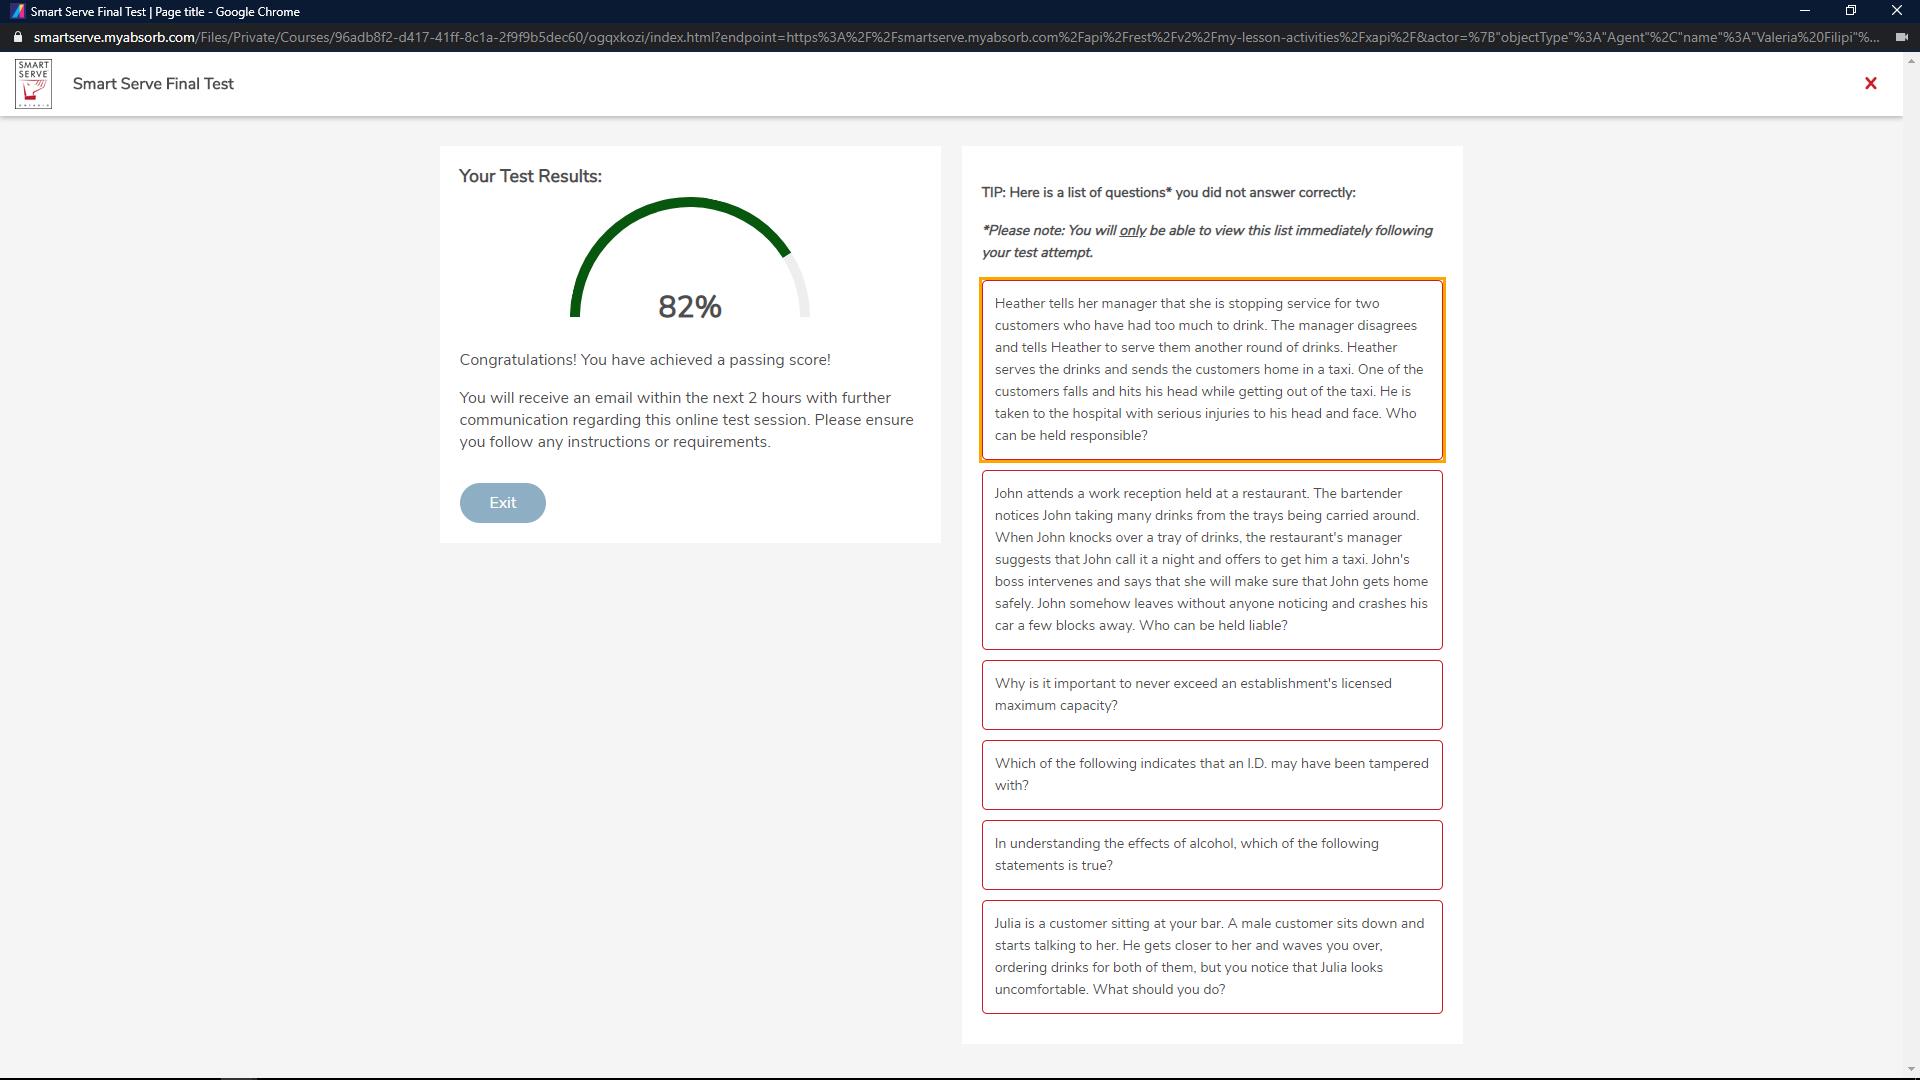 Smart Serve Final Test | Page title - Google Chrome
smartserve.myabsorb.com/Files/Private/Courses/96adb8f2-d417-41ff-8c1a-2f9f9b5dec60/ogqxkozi/index.html?endpoint=https%3A%2F%2Fsmartserve.myabsorb.com%2Fapi%2Frest%2Fv2%2Fmy-lesson-activities%2Fxapi%2F&actor=%7B"objectType"%3A"Agent"%2C"name"%3A"Valeria%20Filipi"%...
SMART
SERVE
ONTARIO
Smart Serve Final Test
Your Test Results:
82%
Congratulations! You have achieved a passing score!
You will receive an email within the next 2 hours with further
communication regarding this online test session. Please ensure
you follow any instructions or requirements.
Exit
TIP: Here is a list of questions* you did not answer correctly:
*Please note: You will only be able to view this list immediately following
your test attempt.
Heather tells her manager that she is stopping service for two
customers who have had too much to drink. The manager disagrees
and tells Heather to serve them another round of drinks. Heather
serves the drinks and sends the customers home in a taxi. One of the
customers falls and hits his head while getting out of the taxi. He is
taken to the hospital with serious injuries to his head and face. Who
can be held responsible?
John attends a work reception held at a restaurant. The bartender
notices John taking many drinks from the trays being carried around.
When John knocks over a tray of drinks, the restaurant's manager
suggests that John call it a night and offers to get him a taxi. John's
boss intervenes and says that she will make sure that John gets home
safely. John somehow leaves without anyone noticing and crashes his
car a few blocks away. Who can be held liable?
Why is it important to never exceed an establishment's licensed
maximum capacity?
Which of the following indicates that an I.D. may have been tampered
with?
In understanding the effects of alcohol, which of the following
statements is true?
Julia is a customer sitting at your bar. A male customer sits down and
starts talking to her. He gets closer to her and waves you over,
ordering drinks for both of them, but you notice that Julia looks
uncomfortable. What should you do?